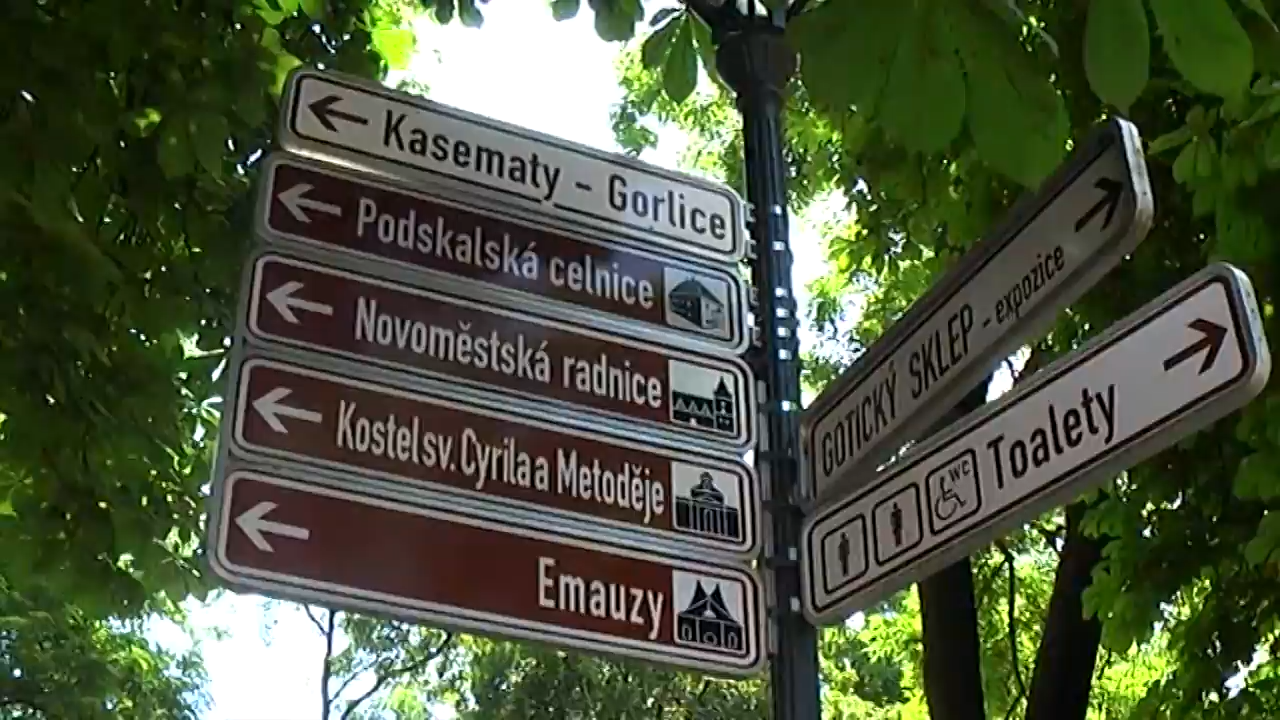 Kasematy - Gorlice
Podskalská celnice
Novoměstská radnice
Kostel sv. Cyrila a Metoděje
Emauzy
GOTICKÝ SKLEP - expozice
WC Toalety